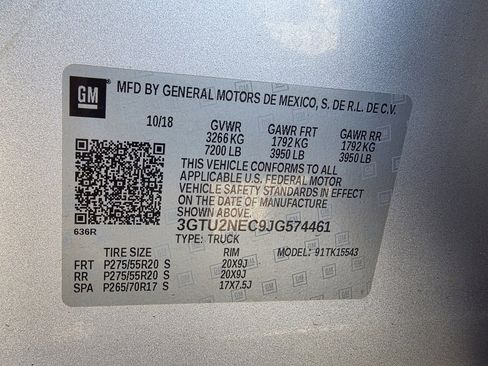 GM
MFD BY GENERAL MOTORS DE MEXICO, S. DE R.L. DE C.V.
10/18 GVWR GAWR FRT GAWR RR
3266 KG 1792 KG 1792 KG
7200 LB 3950 LB 3950 LB
THIS VEHICLE CONFORMS TO ALL
APPLICABLE U.S. FEDERAL MOTOR
VEHICLE SAFETY STANDARDS IN EFFECT
ON THE DATE OF MANUFACTURE
SHOWN ABOVE.
636R
3GTU2NEC9JG574461
TYPE: TRUCK MODEL: 91TK15543
TIRE SIZE RIM
FRT P275/55R20 S 20X9J
RR P275/55R20 S 20X9J
SPA P265/70R17 S 17X7.5J